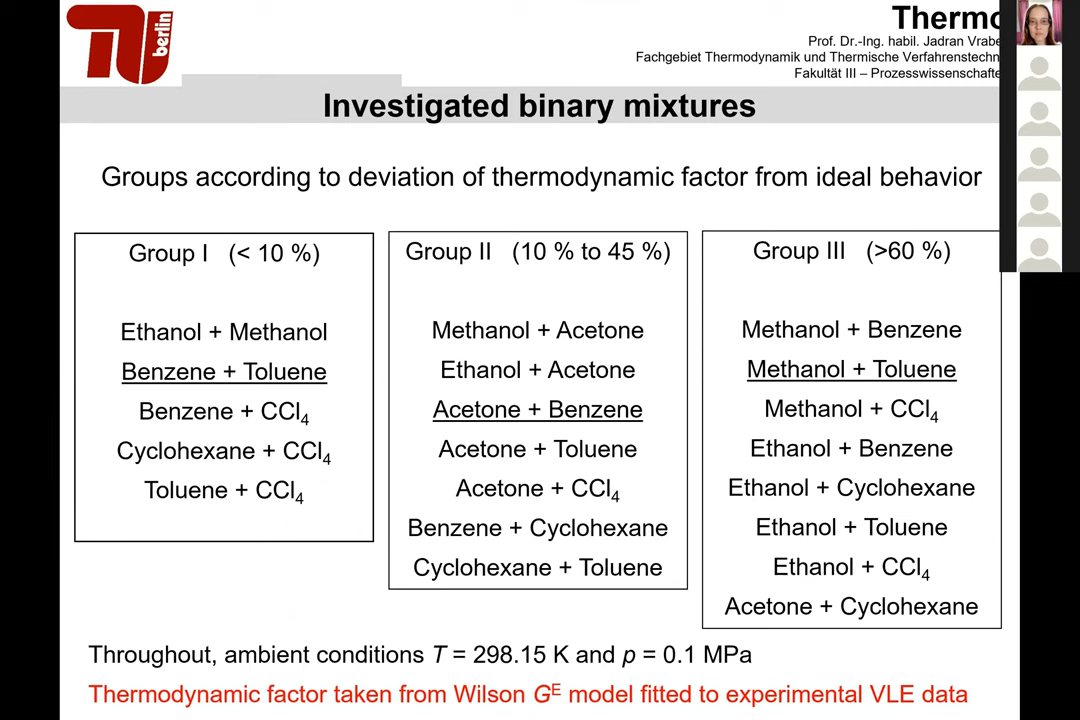 berlin
Thermo
Prof. Dr.-Ing. habil. Jadran Vrabe
Fachgebiet Thermodynamik und Thermische Verfahrenstechn
Fakultät III – Prozesswissenschafte
Investigated binary mixtures
Groups according to deviation of thermodynamic factor from ideal behavior
Group I (< 10 %)
Ethanol + Methanol
Benzene + Toluene
Benzene + CCl₄
Cyclohexane + CCl₄
Toluene + CCl₄
Group II (10 % to 45 %)
Methanol + Acetone
Ethanol + Acetone
Acetone + Benzene
Acetone + Toluene
Acetone + CCl₄
Benzene + Cyclohexane
Cyclohexane + Toluene
Group III (>60 %)
Methanol + Benzene
Methanol + Toluene
Methanol + CCl₄
Ethanol + Benzene
Ethanol + Cyclohexane
Ethanol + Toluene
Ethanol + CCl₄
Acetone + Cyclohexane
Throughout, ambient conditions T = 298.15 K and p = 0.1 MPa
Thermodynamic factor taken from Wilson Gᴱ model fitted to experimental VLE data